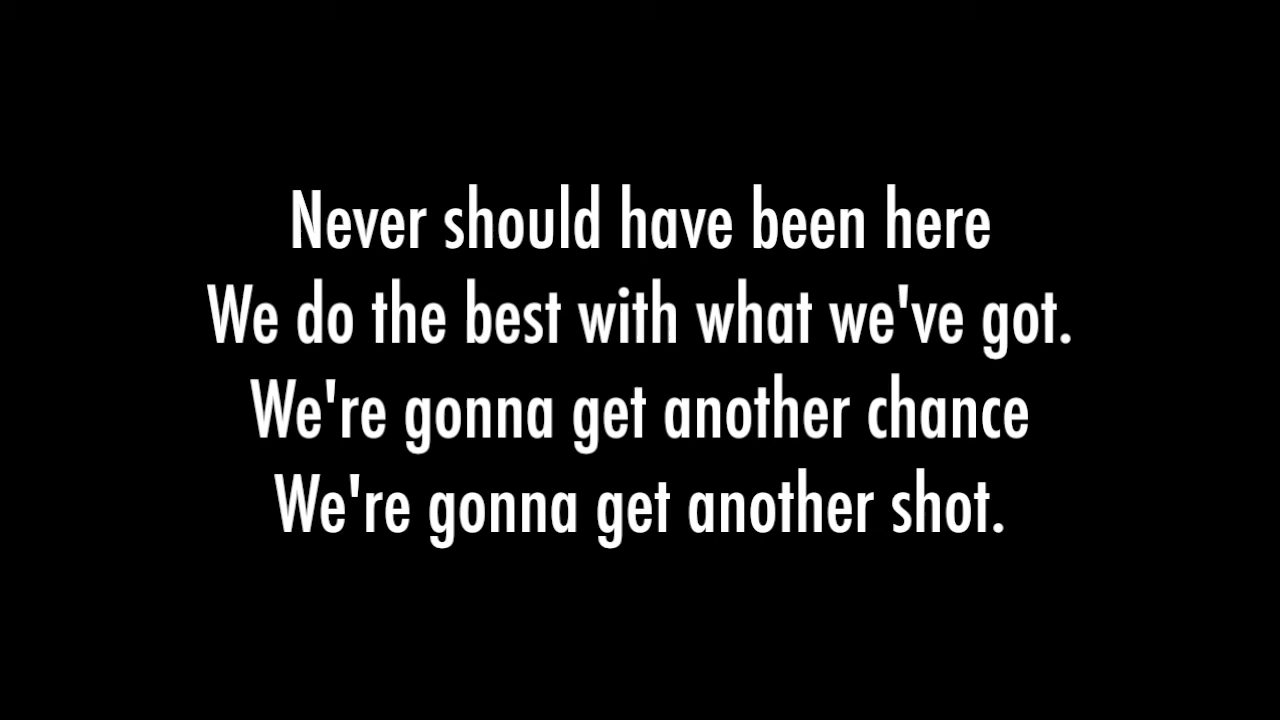 Never should have been here
We do the best with what we've got.
We're gonna get another chance
We're gonna get another shot.